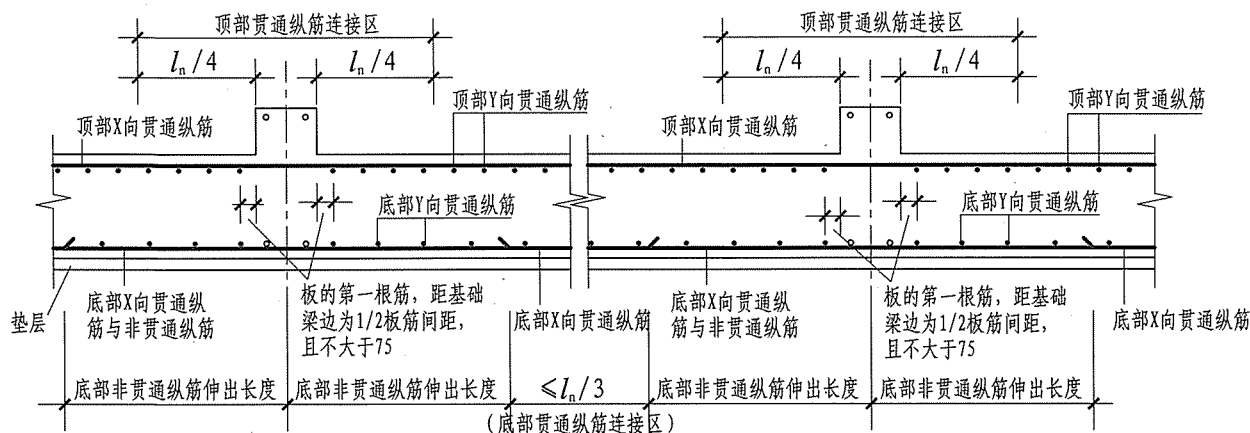 顶部贯通纵筋连接区
顶部贯通纵筋连接区
ln/4
ln/4
ln/4
ln/4
顶部X向贯通纵筋
顶部Y向贯通纵筋
顶部X向贯通纵筋
顶部Y向贯通纵筋
底部Y向贯通纵筋
底部Y向贯通纵筋
垫层
底部X向贯通纵
筋与非贯通纵筋
板的第一根筋，距基础
梁边为1/2板筋间距，
且不大于75
底部X向贯通纵筋
底部X向贯通纵
筋与非贯通纵筋
板的第一根筋，距基础
梁边为1/2板筋间距，
且不大于75
底部X向贯通纵筋
底部非贯通纵筋伸出长度
底部非贯通纵筋伸出长度
≤ln/3
底部非贯通纵筋伸出长度
底部非贯通纵筋伸出长度
(底部贯通纵筋连接区)